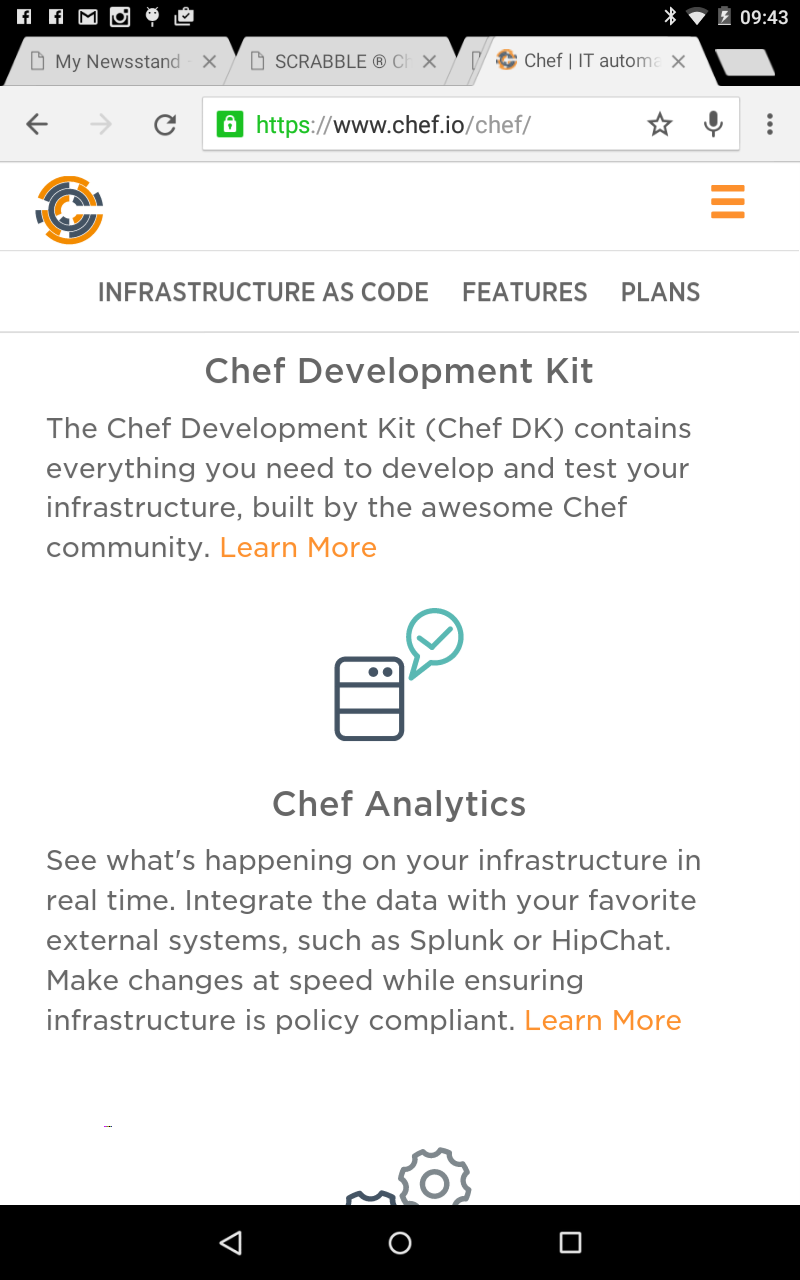 09:43
My Newsstand
SCRABBLE ® Ch
Chef | IT automa
https://www.chef.io/chef/
INFRASTRUCTURE AS CODE FEATURES PLANS
Chef Development Kit
The Chef Development Kit (Chef DK) contains
everything you need to develop and test your
infrastructure, built by the awesome Chef
community. Learn More
Chef Analytics
See what's happening on your infrastructure in
real time. Integrate the data with your favorite
external systems, such as Splunk or HipChat.
Make changes at speed while ensuring
infrastructure is policy compliant. Learn More